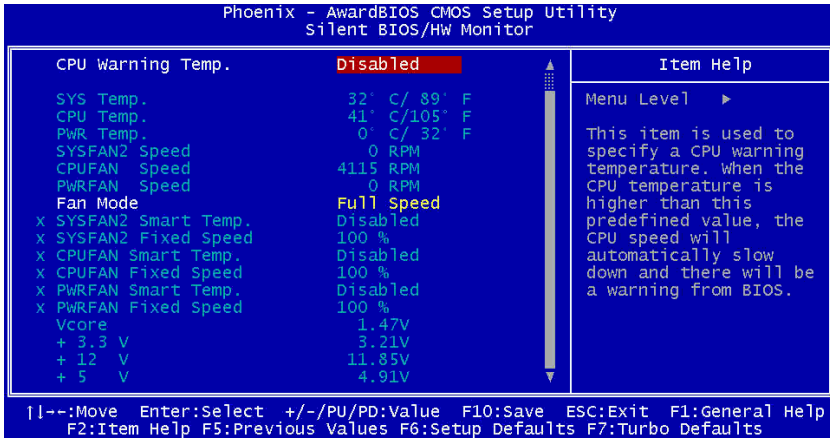 Phoenix - AwardBIOS CMOS Setup Utility
Silent BIOS/HW Monitor
CPU Warning Temp. Disabled
SYS Temp. 32° C/ 89° F
CPU Temp. 41° C/105° F
PWR Temp. 0° C/ 32° F
SYSFAN2 Speed 0 RPM
CPUFAN Speed 4115 RPM
PWRFAN Speed 0 RPM
Fan Mode Full Speed
x SYSFAN2 Smart Temp. Disabled
x SYSFAN2 Fixed Speed 100 %
x CPUFAN Smart Temp. Disabled
x CPUFAN Fixed Speed 100 %
x PWRFAN Smart Temp. Disabled
x PWRFAN Fixed Speed 100 %
Vcore 1.47V
+ 3.3 V 3.21V
+ 12 V 11.85V
+ 5 V 4.91V
Item Help
Menu Level ►
This item is used to
specify a CPU warning
temperature. When the
CPU temperature is
higher than this
predefined value, the
CPU speed will
automatically slow
down and there will be
a warning from BIOS.
↑↓→←:Move Enter:Select +/-/PU/PD:Value F10:Save ESC:Exit F1:General Help
F2:Item Help F5:Previous Values F6:Setup Defaults F7:Turbo Defaults